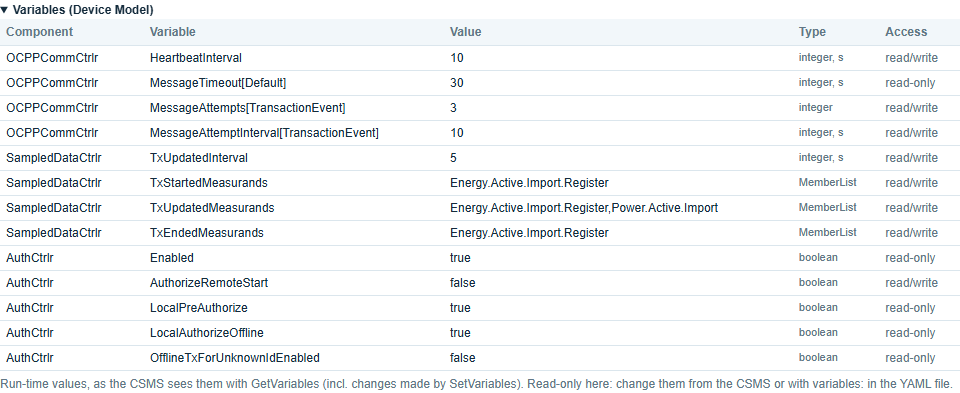 ▼ Variables (Device Model)
Component Variable Value Type Access
OCPPCommCtrlr HeartbeatInterval 10 integer, s read/write
OCPPCommCtrlr MessageTimeout[Default] 30 integer, s read-only
OCPPCommCtrlr MessageAttempts[TransactionEvent] 3 integer read/write
OCPPCommCtrlr MessageAttemptInterval[TransactionEvent] 10 integer, s read/write
SampledDataCtrlr TxUpdatedInterval 5 integer, s read/write
SampledDataCtrlr TxStartedMeasurands Energy.Active.Import.Register MemberList read/write
SampledDataCtrlr TxUpdatedMeasurands Energy.Active.Import.Register,Power.Active.Import MemberList read/write
SampledDataCtrlr TxEndedMeasurands Energy.Active.Import.Register MemberList read/write
AuthCtrlr Enabled true boolean read-only
AuthCtrlr AuthorizeRemoteStart false boolean read/write
AuthCtrlr LocalPreAuthorize true boolean read-only
AuthCtrlr LocalAuthorizeOffline true boolean read-only
AuthCtrlr OfflineTxForUnknownIdEnabled false boolean read-only
Run-time values, as the CSMS sees them with GetVariables (incl. changes made by SetVariables). Read-only here: change them from the CSMS or with variables: in the YAML file.